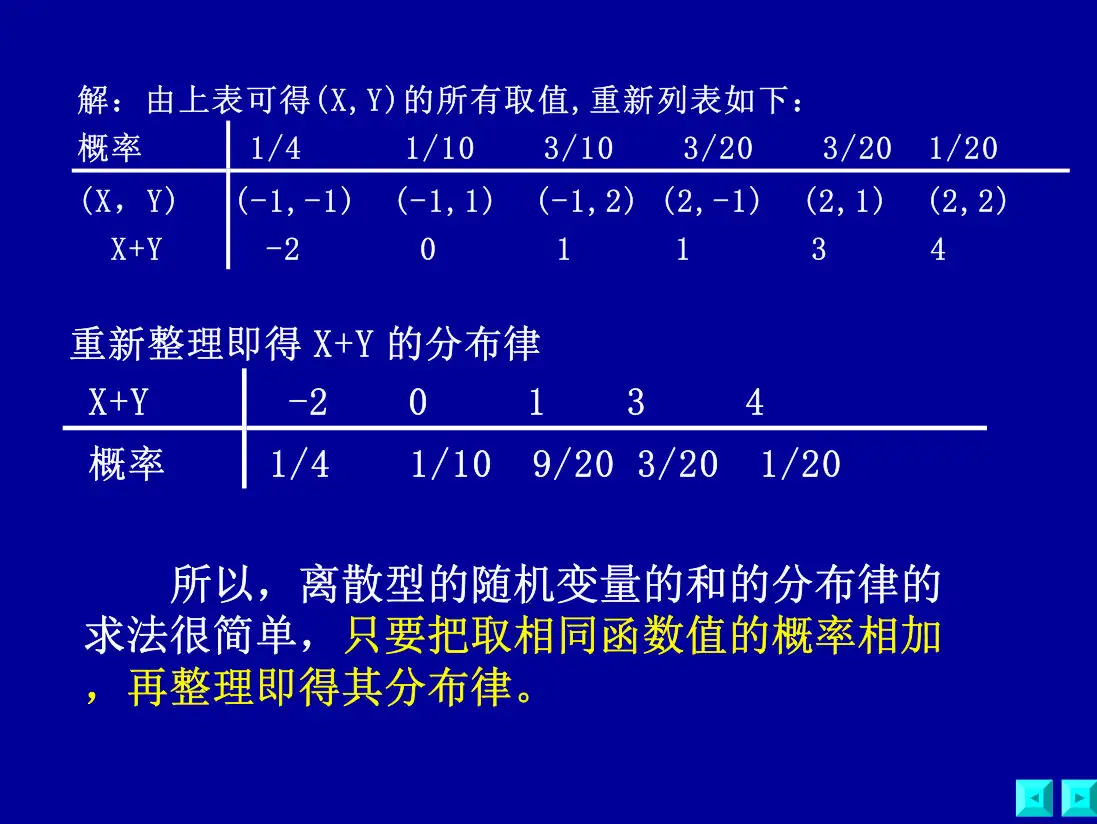 解：由上表可得(X,Y)的所有取值,重新列表如下：
概率 1/4 1/10 3/10 3/20 3/20 1/20
(X，Y) (-1,-1) (-1,1) (-1,2) (2,-1) (2,1) (2,2)
X+Y -2 0 1 1 3 4
重新整理即得 X+Y 的分布律
X+Y -2 0 1 3 4
概率 1/4 1/10 9/20 3/20 1/20
所以，离散型的随机变量的和的分布律的
求法很简单，只要把取相同函数值的概率相加
，再整理即得其分布律。